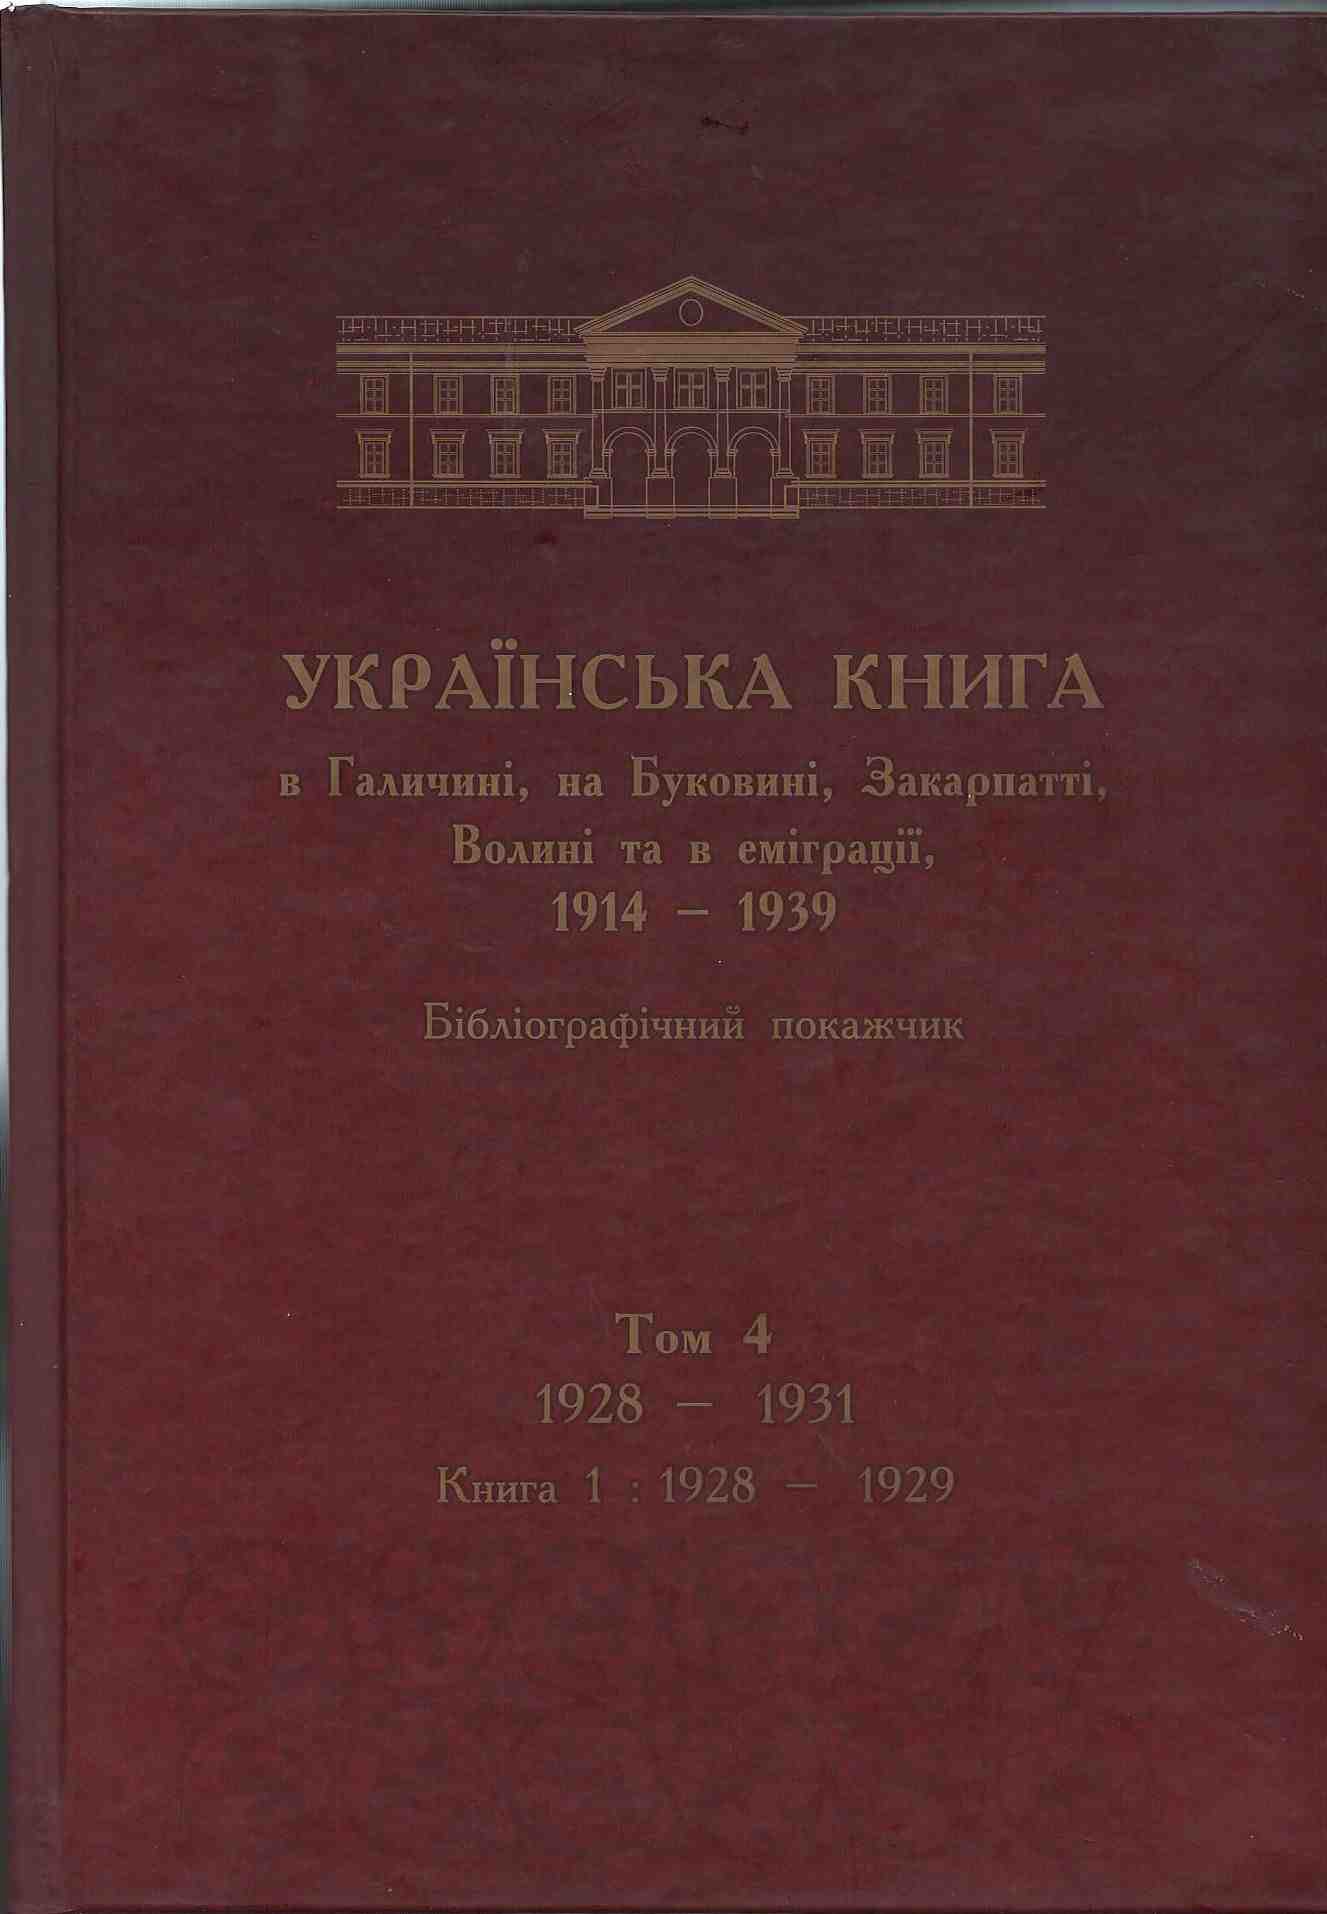 УКРАЇНСЬКА КНИГА
в Галичині, на Буковині, Закарпатті,
Волині та в еміграції,
1914 – 1939
Бібліографічний покажчик
Том 4
1928 – 1931
Книга 1 : 1928 – 1929